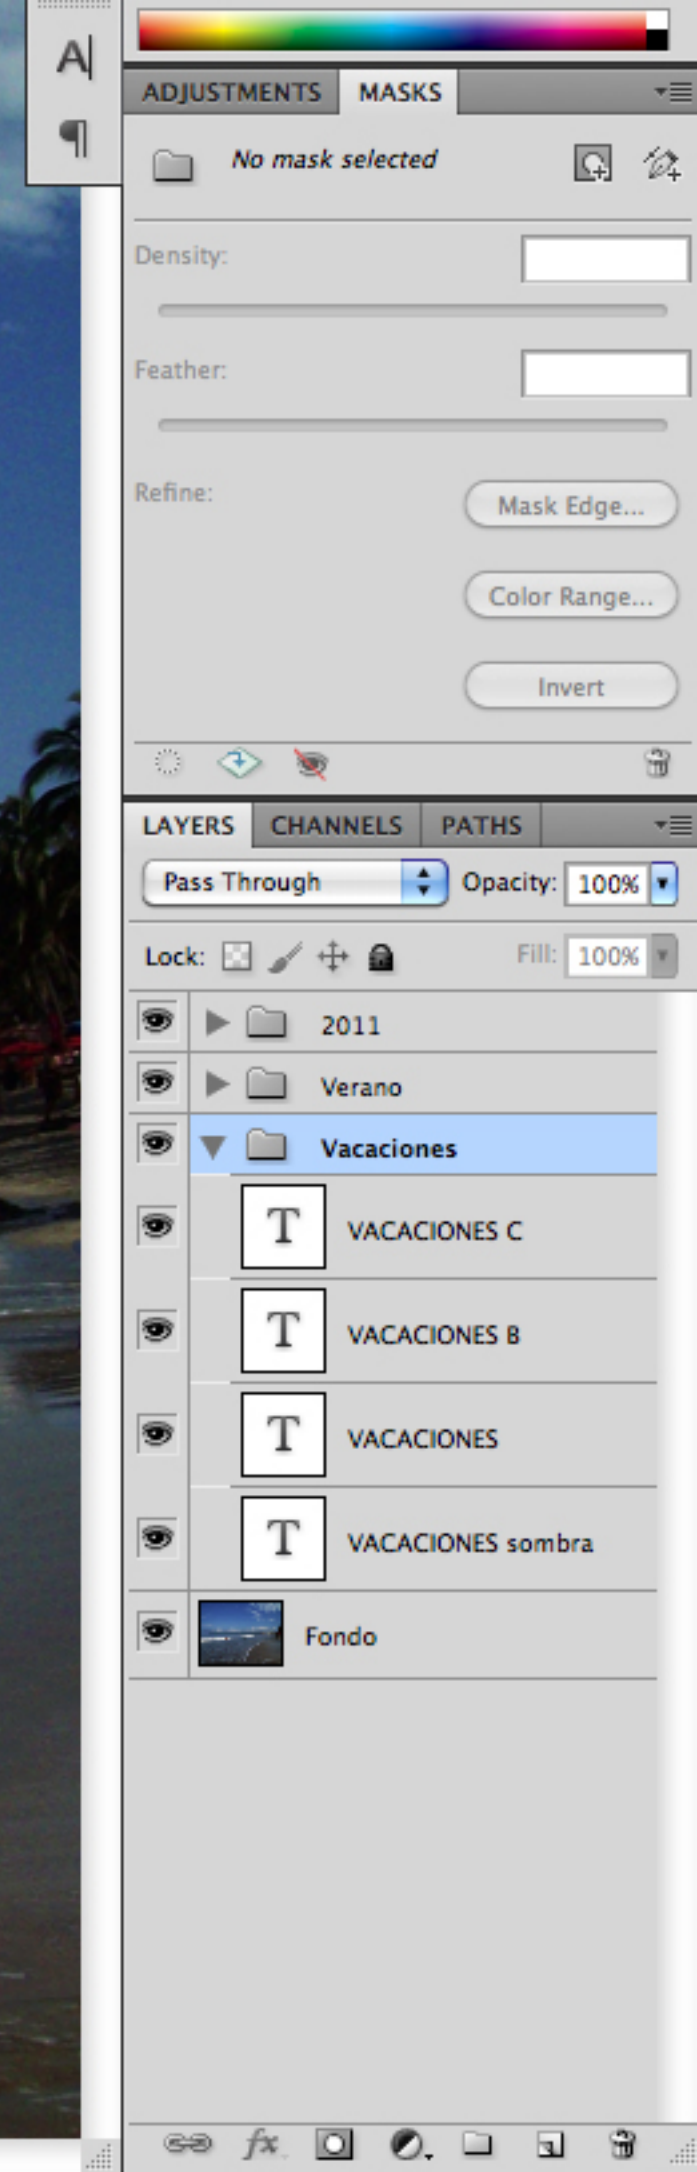 A
¶
ADJUSTMENTS MASKS
No mask selected
Density:
Feather:
Refine:
Mask Edge...
Color Range...
Invert
LAYERS CHANNELS PATHS
Pass Through Opacity: 100%
Lock: Fill: 100%
2011
Verano
Vacaciones
T VACACIONES C
T VACACIONES B
T VACACIONES
T VACACIONES sombra
Fondo
fx